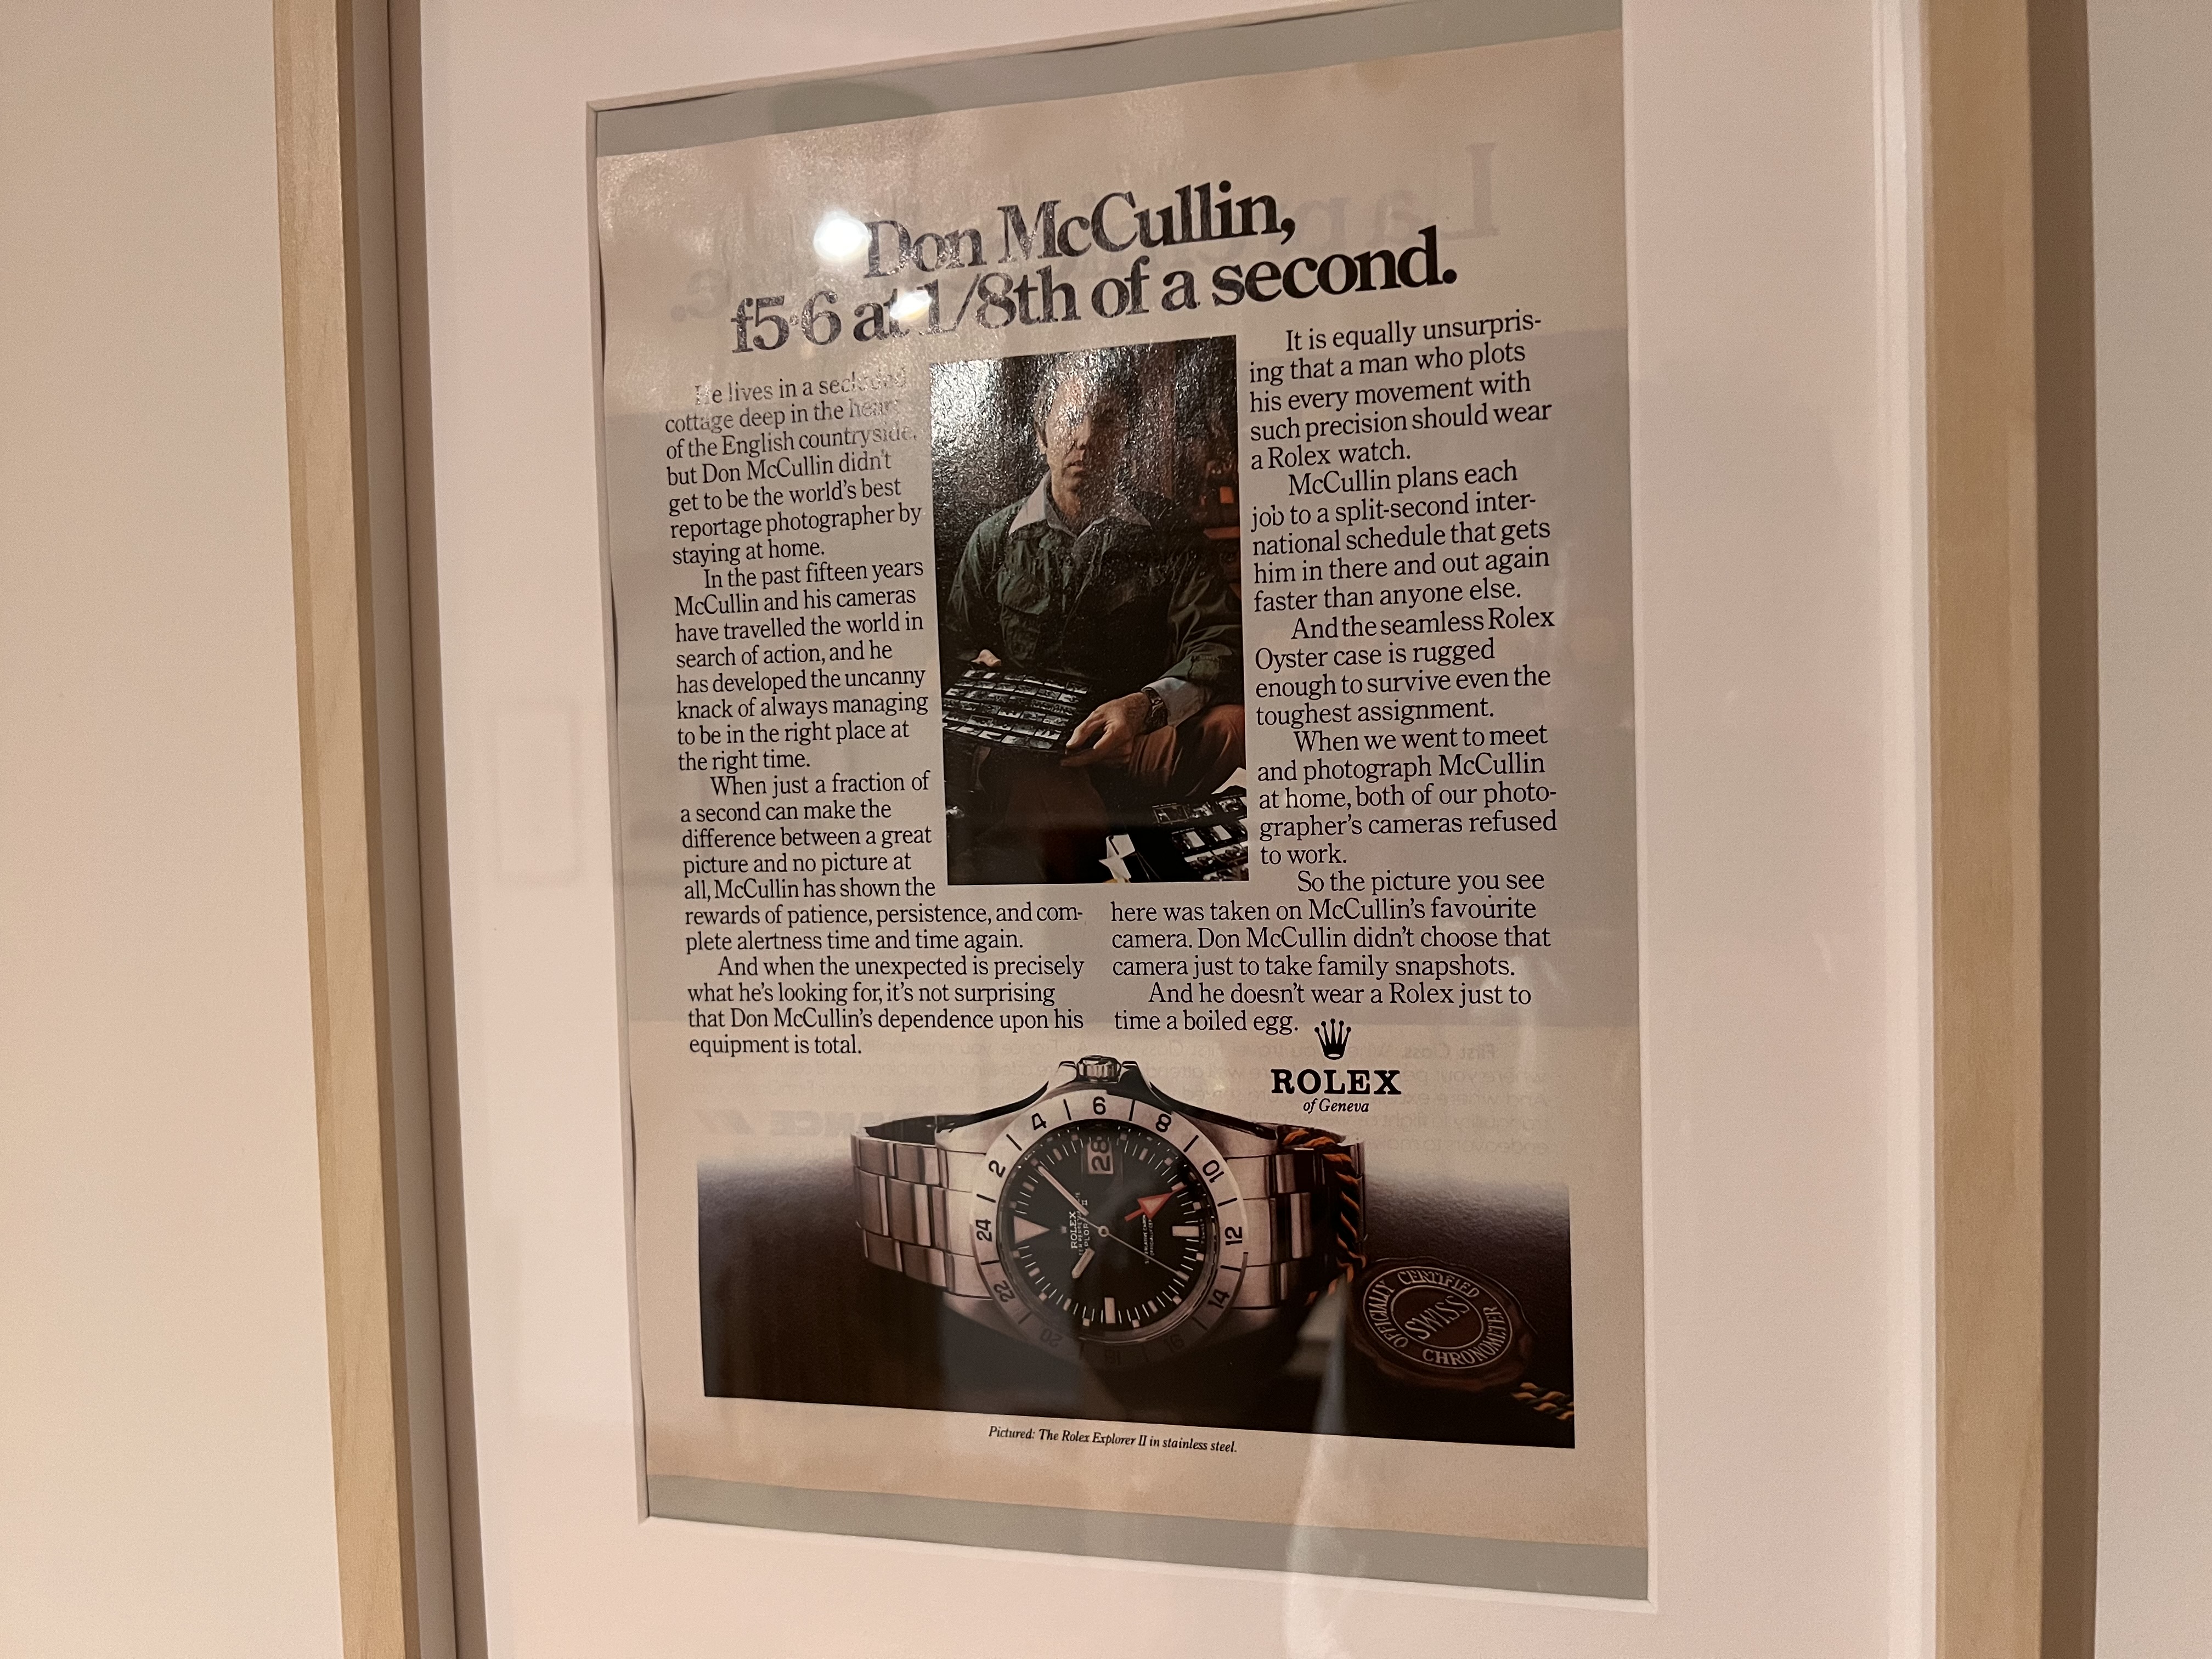 Don McCullin,
f5·6 at 1/8th of a second.
He lives in a secluded
cottage deep in the heart
of the English countryside,
but Don McCullin didn't
get to be the world's best
reportage photographer by
staying at home.
In the past fifteen years
McCullin and his cameras
have travelled the world in
search of action, and he
has developed the uncanny
knack of always managing
to be in the right place at
the right time.
When just a fraction of
a second can make the
difference between a great
picture and no picture at
all, McCullin has shown the
rewards of patience, persistence, and com-
plete alertness time and time again.
And when the unexpected is precisely
what he's looking for, it's not surprising
that Don McCullin's dependence upon his
equipment is total.
It is equally unsurpris-
ing that a man who plots
his every movement with
such precision should wear
a Rolex watch.
McCullin plans each
job to a split-second inter-
national schedule that gets
him in there and out again
faster than anyone else.
And the seamless Rolex
Oyster case is rugged
enough to survive even the
toughest assignment.
When we went to meet
and photograph McCullin
at home, both of our photo-
grapher's cameras refused
to work.
So the picture you see
here was taken on McCullin's favourite
camera. Don McCullin didn't choose that
camera just to take family snapshots.
And he doesn't wear a Rolex just to
time a boiled egg.
ROLEX
of Geneva
2 4 6 8 10 12 14 16 18 20 22 24
28
ROLEX
OFFICIALLY CERTIFIED
SWISS
CHRONOMETER
Pictured: The Rolex Explorer II in stainless steel.